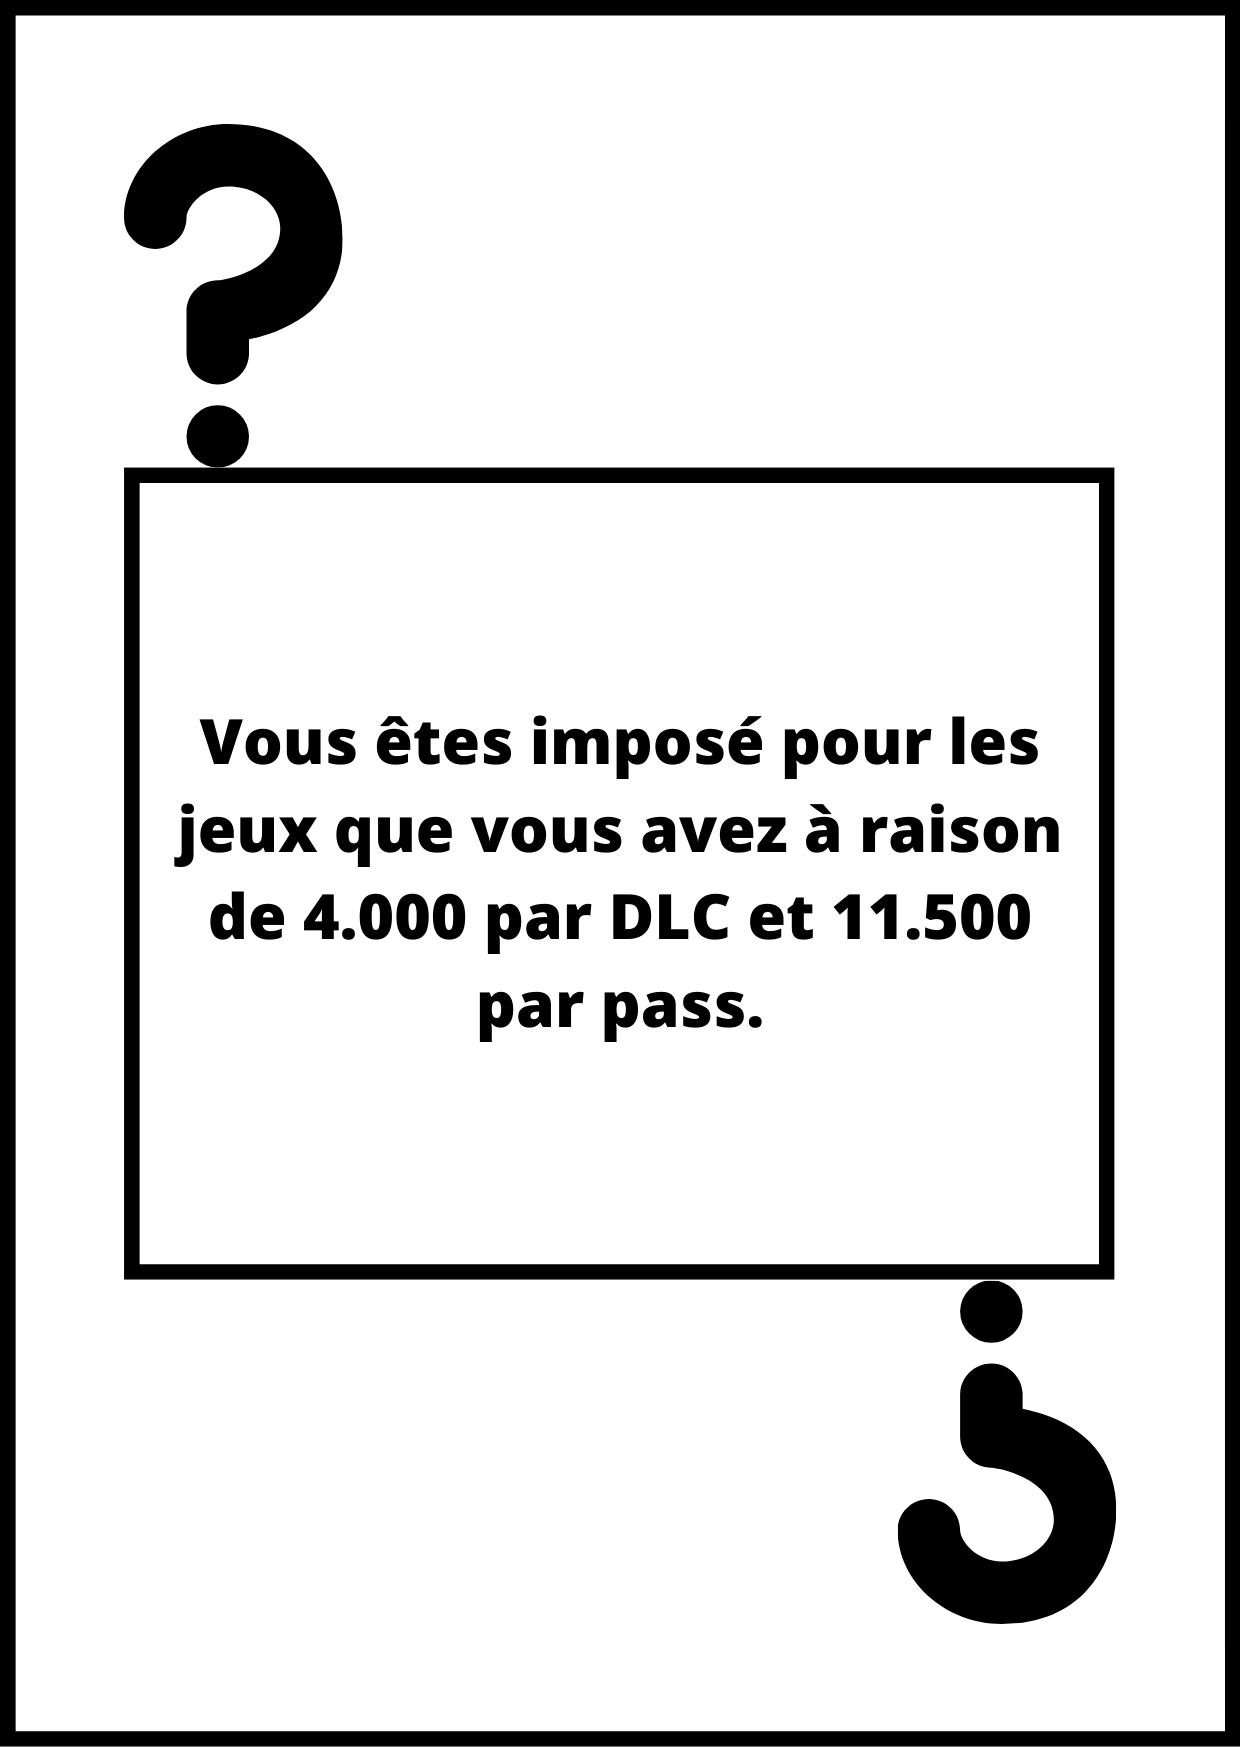 ?
Vous êtes imposé pour les
jeux que vous avez à raison
de 4.000 par DLC et 11.500
par pass.
?